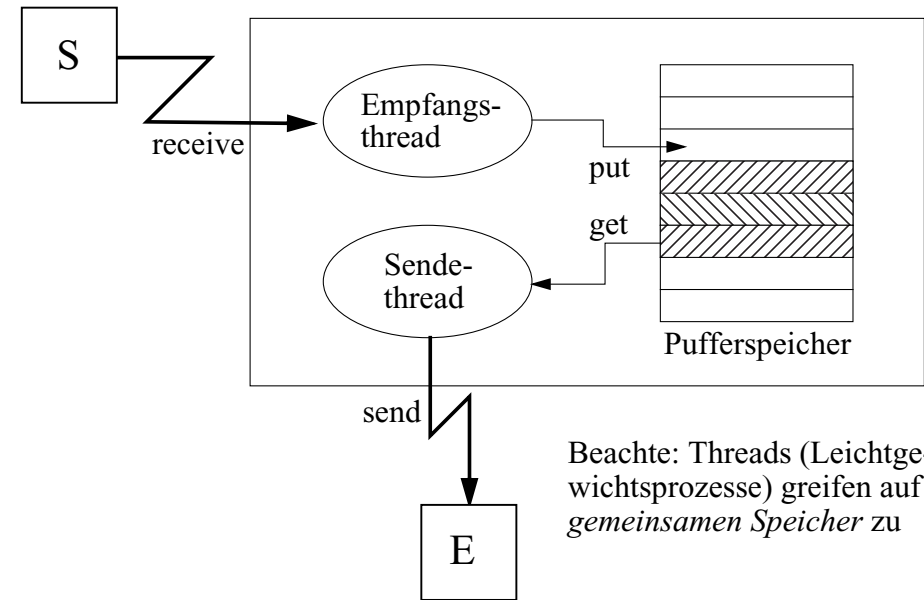 S
Empfangs-
thread
receive
put
get
Sende-
thread
Pufferspeicher
send
Beachte: Threads (Leichtge-
wichtsprozesse) greifen auf
gemeinsamen Speicher zu
E